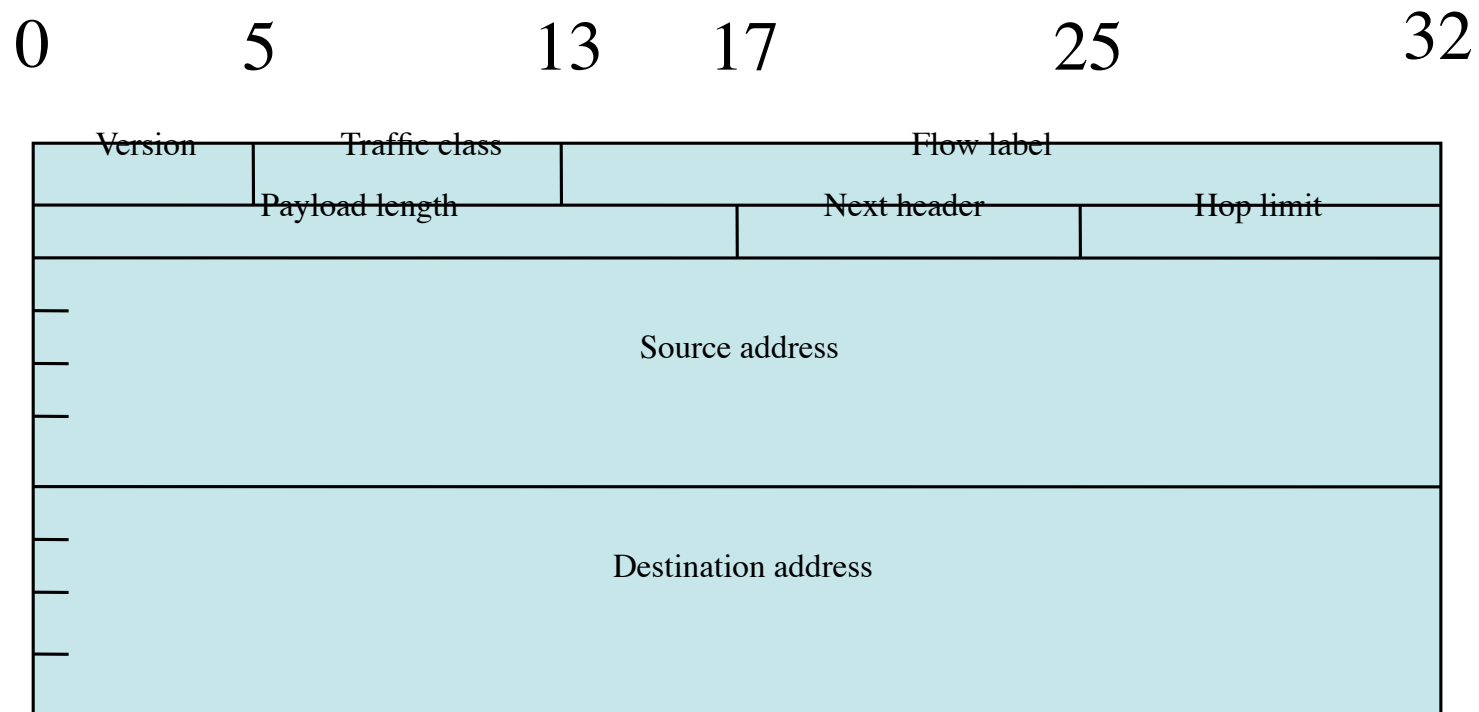 0 5 13 17 25 32
Version Traffic class Flow label
Payload length Next header Hop limit
Source address
Destination address